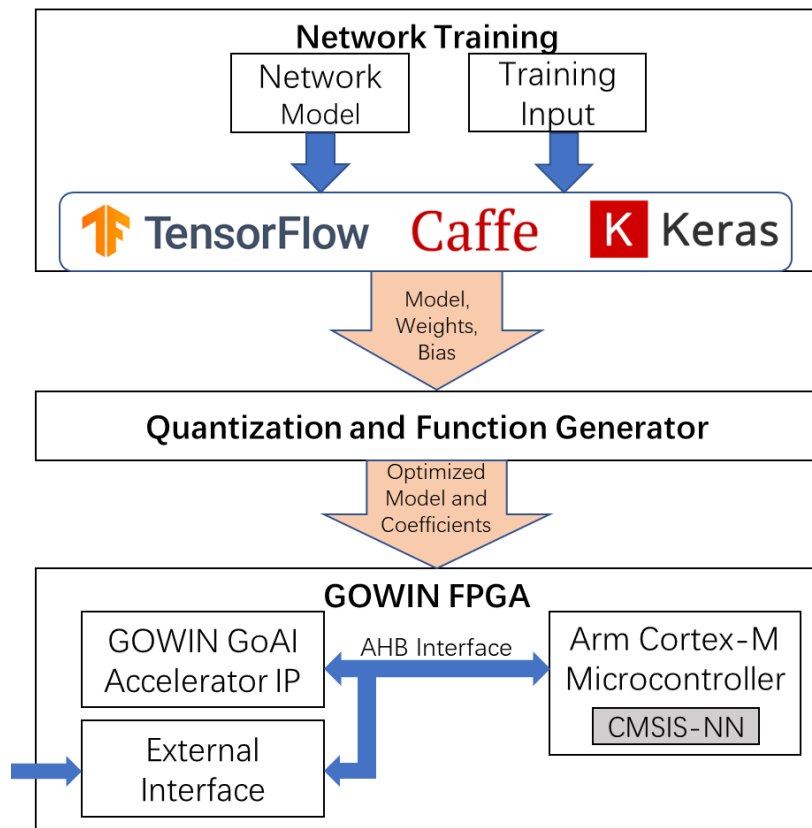 Network Training
Network
Model
Training
Input
TensorFlow
Caffe
K Keras
Model,
Weights,
Bias
Quantization and Function Generator
Optimized
Model and
Coefficients
GOWIN FPGA
GOWIN GoAI
Accelerator IP
AHB Interface
Arm Cortex-M
Microcontroller
CMSIS-NN
External
Interface